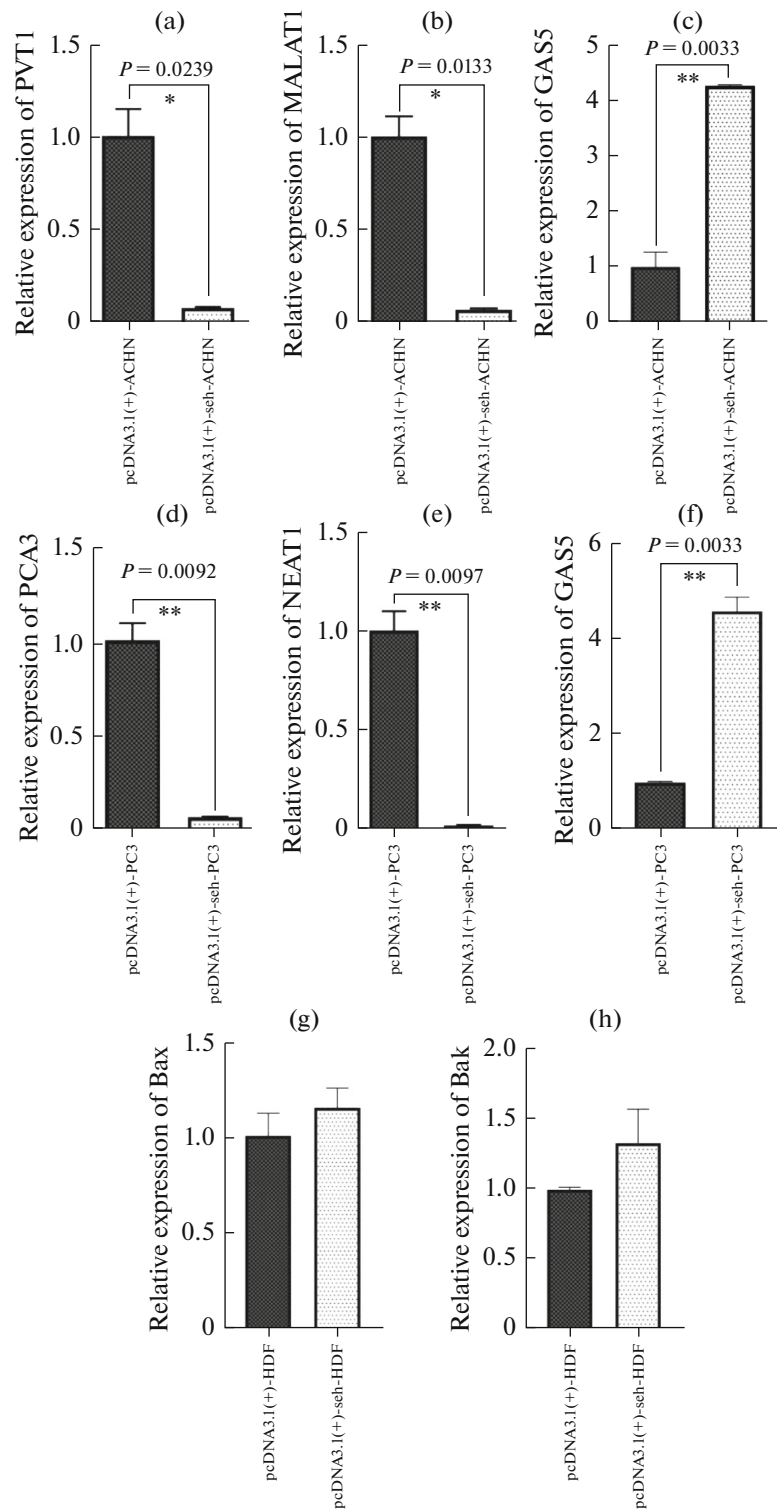 (a)
Relative expression of PVT1
1.5
1.0
0.5
0
P = 0.0239
*
pcDNA3.1(+)-ACHN
pcDNA3.1(+)-seh-ACHN
(b)
Relative expression of MALAT1
1.5
1.0
0.5
0
P = 0.0133
*
pcDNA3.1(+)-ACHN
pcDNA3.1(+)-seh-ACHN
(c)
Relative expression of GAS5
5
4
3
2
1
0
P = 0.0033
**
pcDNA3.1(+)-ACHN
pcDNA3.1(+)-seh-ACHN
(d)
Relative expression of PCA3
1.5
1.0
0.5
0
P = 0.0092
**
pcDNA3.1(+)-PC3
pcDNA3.1(+)-seh-PC3
(e)
Relative expression of NEAT1
1.5
1.0
0.5
0
P = 0.0097
**
pcDNA3.1(+)-PC3
pcDNA3.1(+)-seh-PC3
(f)
Relative expression of GAS5
6
4
2
0
P = 0.0033
**
pcDNA3.1(+)-PC3
pcDNA3.1(+)-seh-PC3
(g)
Relative expression of Bax
1.5
1.0
0.5
0
pcDNA3.1(+)-HDF
pcDNA3.1(+)-seh-HDF
(h)
Relative expression of Bak
2.0
1.5
1.0
0.5
0
pcDNA3.1(+)-HDF
pcDNA3.1(+)-seh-HDF